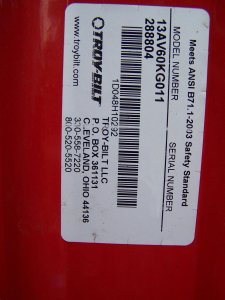 Meets ANSI B71.1-2003 Safety Standard
MODEL NUMBER
SERIAL NUMBER
13AV60KG011
288804
1D048H10292
TROY-BILT
www.troybilt.com
TROY-BILT LLC
P. O. BOX 361131
CLEVELAND, OHIO 44136
330-558-7220
800-520-5520